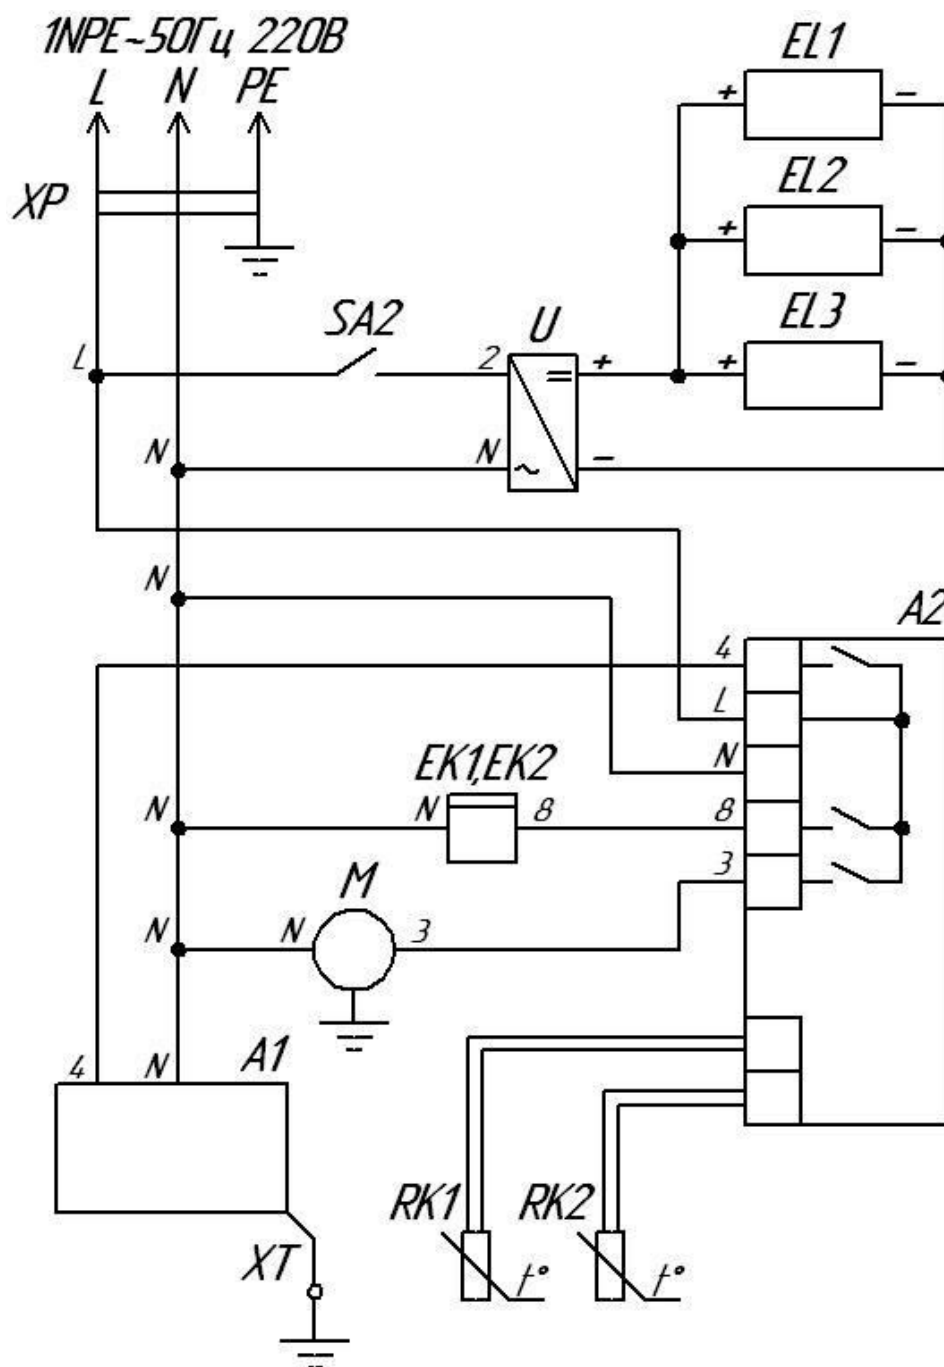 1NPE~50Гц 220В
L N PE
XP
EL1
+ −
EL2
+ −
SA2
U
EL3
L
2
+
+ −
N
N
~
−
N
A2
4
L
N
EK1,EK2
N
N
8
8
3
M
N
N
3
A1
4
N
RK1
RK2
XT
t°
t°